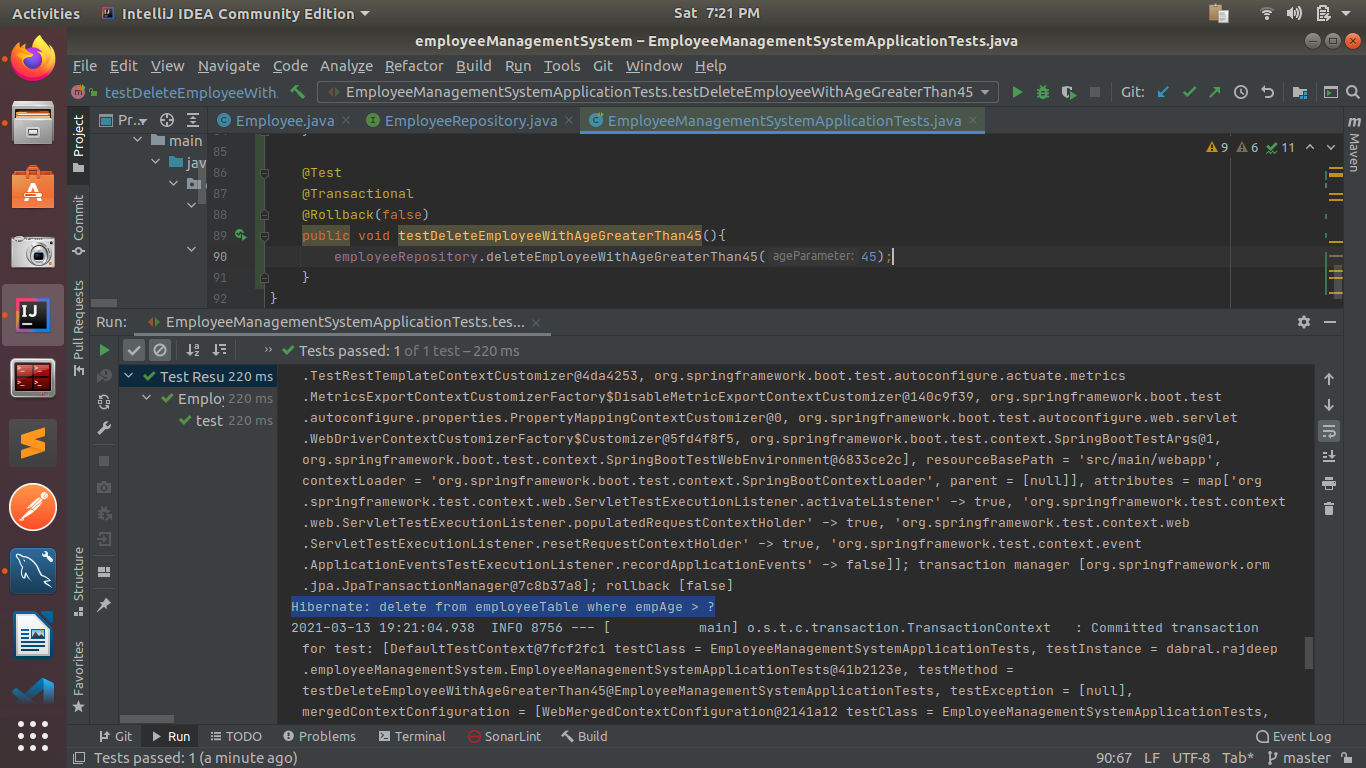 Activities
IntelliJ IDEA Community Edition
Sat 7:21 PM
employeeManagementSystem – EmployeeManagementSystemApplicationTests.java
File Edit View Navigate Code Analyze Refactor Build Run Tools Git Window Help
testDeleteEmployeeWith.
EmployeeManagementSystemApplicationTests.testDeleteEmployeeWithAgeGreaterThan45
Git:
Project
Commit
Pull Requests
Structure
Favorites
Pr...
main
jav
Employee.java
EmployeeRepository.java
EmployeeManagementSystemApplicationTests.java
m
Maven
9 6 11
85
86 @Test
87 @Transactional
88 @Rollback(false)
89 public void testDeleteEmployeeWithAgeGreaterThan45(){
90 employeeRepository.deleteEmployeeWithAgeGreaterThan45( ageParameter: 45);
91 }
92 }
Run: EmployeeManagementSystemApplicationTests.tes...
Tests passed: 1 of 1 test – 220 ms
Test Resu 220 ms
Employ 220 ms
test 220 ms
.TestRestTemplateContextCustomizer@4da4253, org.springframework.boot.test.autoconfigure.actuate.metrics
.MetricsExportContextCustomizerFactory$DisableMetricExportContextCustomizer@140c9f39, org.springframework.boot.test
.autoconfigure.properties.PropertyMappingContextCustomizer@0, org.springframework.boot.test.autoconfigure.web.servlet
.WebDriverContextCustomizerFactory$Customizer@5fd4f8f5, org.springframework.boot.test.context.SpringBootTestArgs@1,
org.springframework.boot.test.context.SpringBootTestWebEnvironment@6833ce2c], resourceBasePath = 'src/main/webapp',
contextLoader = 'org.springframework.boot.test.context.SpringBootContextLoader', parent = [null]], attributes = map['org
.springframework.test.context.web.ServletTestExecutionListener.activateListener' -> true, 'org.springframework.test.context
.web.ServletTestExecutionListener.populatedRequestContextHolder' -> true, 'org.springframework.test.context.web
.ServletTestExecutionListener.resetRequestContextHolder' -> true, 'org.springframework.test.context.event
.ApplicationEventsTestExecutionListener.recordApplicationEvents' -> false]]; transaction manager [org.springframework.orm
.jpa.JpaTransactionManager@7c8b37a8]; rollback [false]
Hibernate: delete from employeeTable where empAge > ?
2021-03-13 19:21:04.938 INFO 8756 --- [ main] o.s.t.c.transaction.TransactionContext : Committed transaction
for test: [DefaultTestContext@7fcf2fc1 testClass = EmployeeManagementSystemApplicationTests, testInstance = dabral.rajdeep
.employeeManagementSystem.EmployeeManagementSystemApplicationTests@41b2123e, testMethod =
testDeleteEmployeeWithAgeGreaterThan45@EmployeeManagementSystemApplicationTests, testException = [null],
mergedContextConfiguration = [WebMergedContextConfiguration@2141a12 testClass = EmployeeManagementSystemApplicationTests,
Git Run TODO Problems Terminal SonarLint Build
Event Log
Tests passed: 1 (a minute ago)
90:67 LF UTF-8 Tab* master